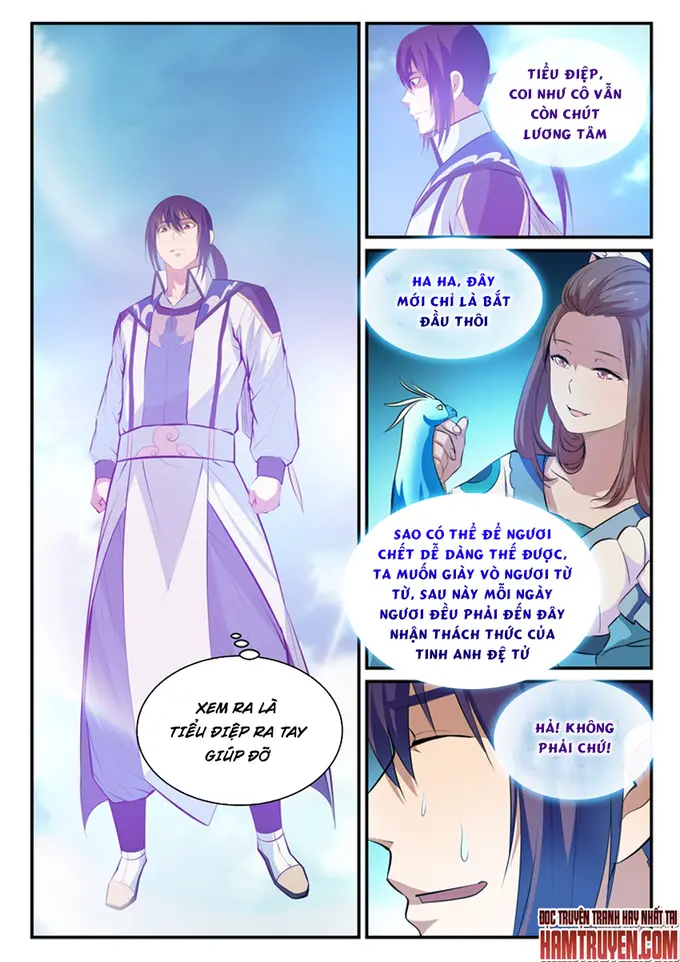 XEM RA LÀ
TIỂU ĐIỆP RA TAY
GIÚP ĐỠ
TIỂU ĐIỆP,
COI NHƯ CÔ VẪN
CÒN CHÚT
LƯƠNG TÂM
HA HA, ĐÂY
MỚI CHỈ LÀ BẮT
ĐẦU THÔI
SAO CÓ THỂ ĐỂ NGƯƠI
CHẾT DỄ DÀNG THẾ ĐƯỢC,
TA MUỐN GIÀY VÒ NGƯƠI TỪ
TỪ, SAU NÀY MỖI NGÀY
NGƯƠI ĐỀU PHẢI ĐẾN ĐÂY
NHẬN THÁCH THỨC CỦA
TINH ANH ĐỆ TỬ
HẢ! KHÔNG
PHẢI CHỨ!
ĐỌC TRUYỆN TRANH HAY NHẤT TẠI
HAMTRUYEN.COM